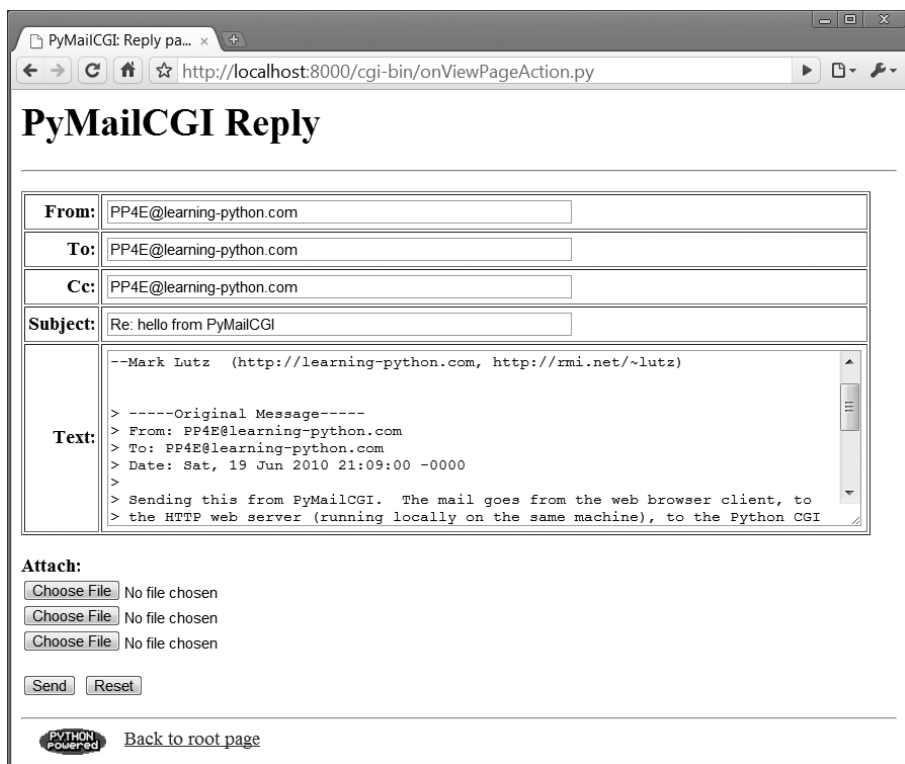 PyMailCGI: Reply pa...
http://localhost:8000/cgi-bin/onViewPageAction.py
PyMailCGI Reply
From: PP4E@learning-python.com
To: PP4E@learning-python.com
Cc: PP4E@learning-python.com
Subject: Re: hello from PyMailCGI
Text:
--Mark Lutz  (http://learning-python.com, http://rmi.net/~lutz)
> -----Original Message-----
> From: PP4E@learning-python.com
> To: PP4E@learning-python.com
> Date: Sat, 19 Jun 2010 21:09:00 -0000
>
> Sending this from PyMailCGI.  The mail goes from the web browser client, to
> the HTTP web server (running locally on the same machine), to the Python CGI
Attach:
Choose File No file chosen
Choose File No file chosen
Choose File No file chosen
Send Reset
PYTHON
Powered
Back to root page